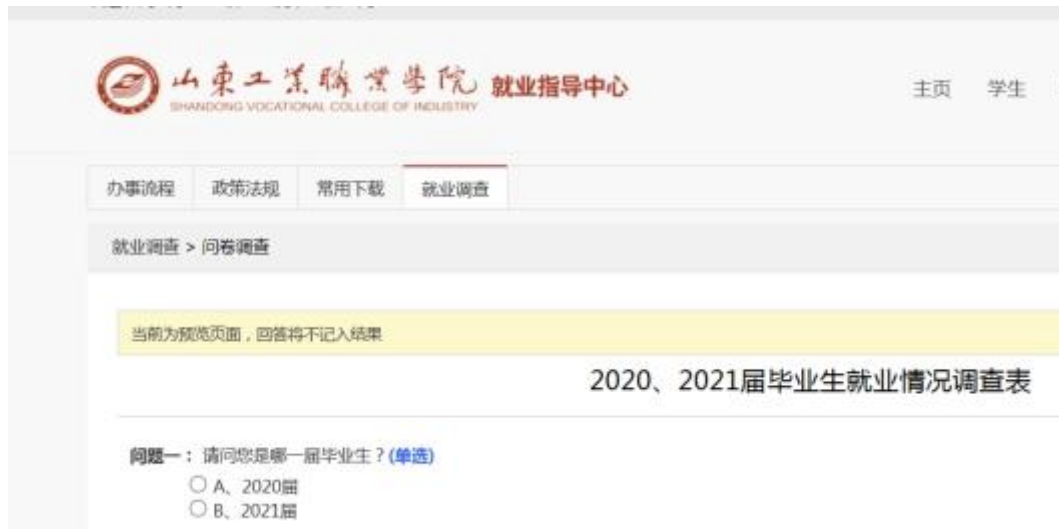 山东工业职业学院 就业指导中心
SHANDONG VOCATIONAL COLLEGE OF INDUSTRY
主页 学生
办事流程 政策法规 常用下载 就业调查
就业调查 > 问卷调查
当前为预览页面，回答将不记入结果
2020、2021届毕业生就业情况调查表
问题一： 请问您是哪一届毕业生？(单选)
A、2020届
B、2021届